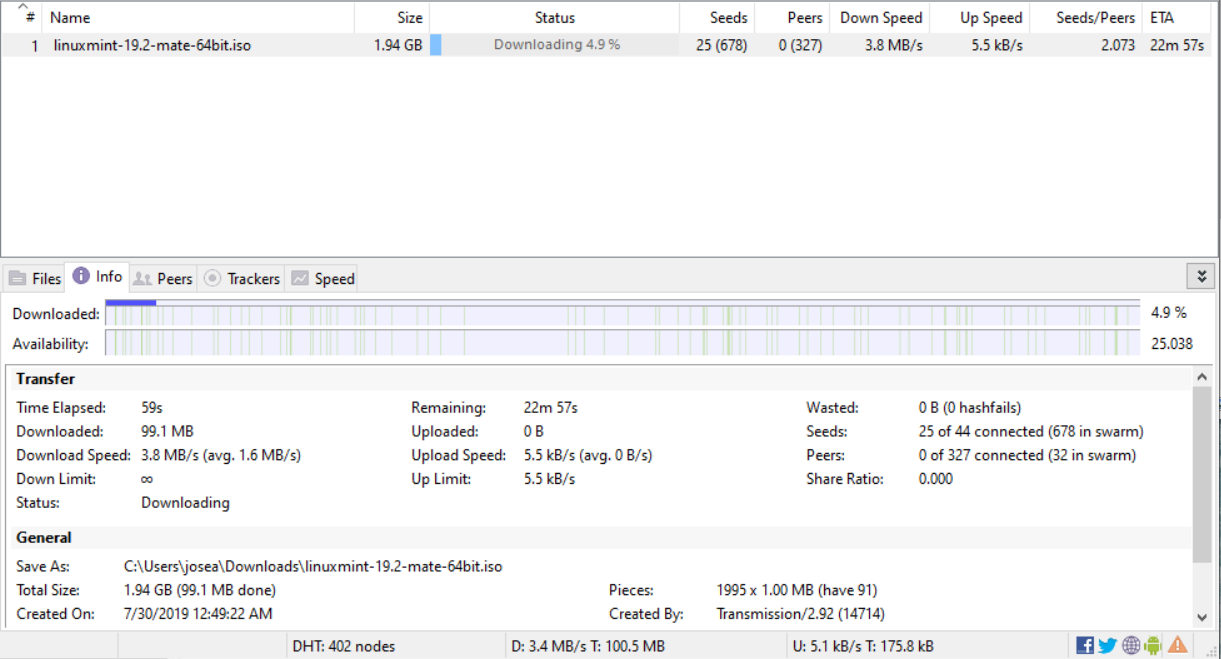 # Name Size Status Seeds Peers Down Speed Up Speed Seeds/Peers ETA
1 linuxmint-19.2-mate-64bit.iso 1.94 GB Downloading 4.9 % 25 (678) 0 (327) 3.8 MB/s 5.5 kB/s 2.073 22m 57s
Files Info Peers Trackers Speed
Downloaded: 4.9 %
Availability: 25.038
Transfer
Time Elapsed: 59s Remaining: 22m 57s Wasted: 0 B (0 hashfails)
Downloaded: 99.1 MB Uploaded: 0 B Seeds: 25 of 44 connected (678 in swarm)
Download Speed: 3.8 MB/s (avg. 1.6 MB/s) Upload Speed: 5.5 kB/s (avg. 0 B/s) Peers: 0 of 327 connected (32 in swarm)
Down Limit: ∞ Up Limit: 5.5 kB/s Share Ratio: 0.000
Status: Downloading
General
Save As: C:\Users\josea\Downloads\linuxmint-19.2-mate-64bit.iso
Total Size: 1.94 GB (99.1 MB done) Pieces: 1995 x 1.00 MB (have 91)
Created On: 7/30/2019 12:49:22 AM Created By: Transmission/2.92 (14714)
DHT: 402 nodes D: 3.4 MB/s T: 100.5 MB U: 5.1 kB/s T: 175.8 kB